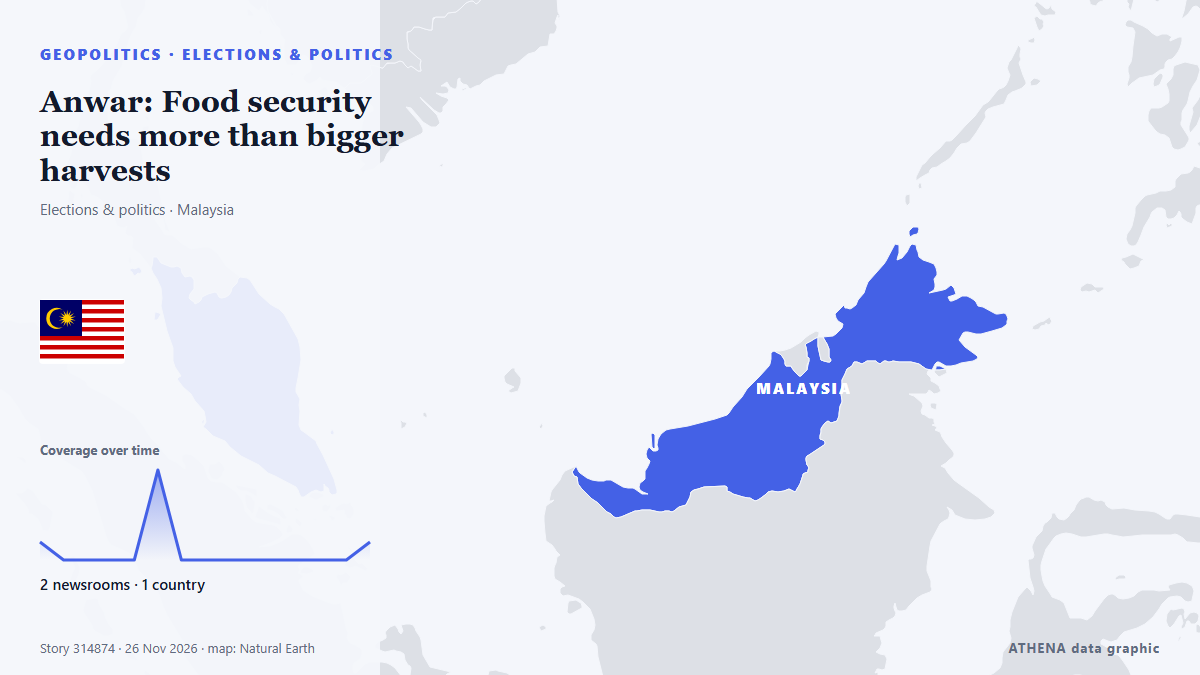 GEOPOLITICS · ELECTIONS & POLITICS
Anwar: Food security
needs more than bigger
harvests
Elections & politics · Malaysia
MALAYSIA
Coverage over time
2 newsrooms · 1 country
Story 314874 · 26 Nov 2026 · map: Natural Earth
ATHENA data graphic